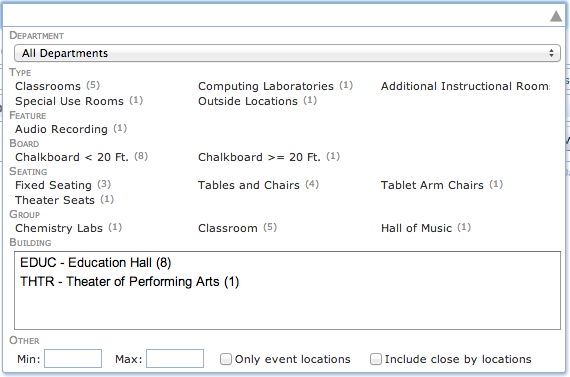 DEPARTMENT
All Departments
TYPE
Classrooms (5) Computing Laboratories (1) Additional Instructional Rooms
Special Use Rooms (1) Outside Locations (1)
FEATURE
Audio Recording (1)
BOARD
Chalkboard < 20 Ft. (8) Chalkboard >= 20 Ft. (1)
SEATING
Fixed Seating (3) Tables and Chairs (4) Tablet Arm Chairs (1)
Theater Seats (1)
GROUP
Chemistry Labs (1) Classroom (5) Hall of Music (1)
BUILDING
EDUC - Education Hall (8)
THTR - Theater of Performing Arts (1)
OTHER
Min: Max: Only event locations Include close by locations